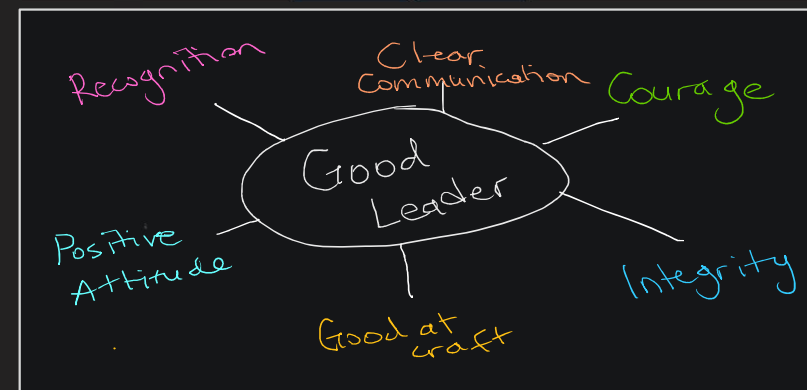 Recognition
Clear
Communication
Courage
Good
Leader
Positive
Attitude
Integrity
Good at
craft